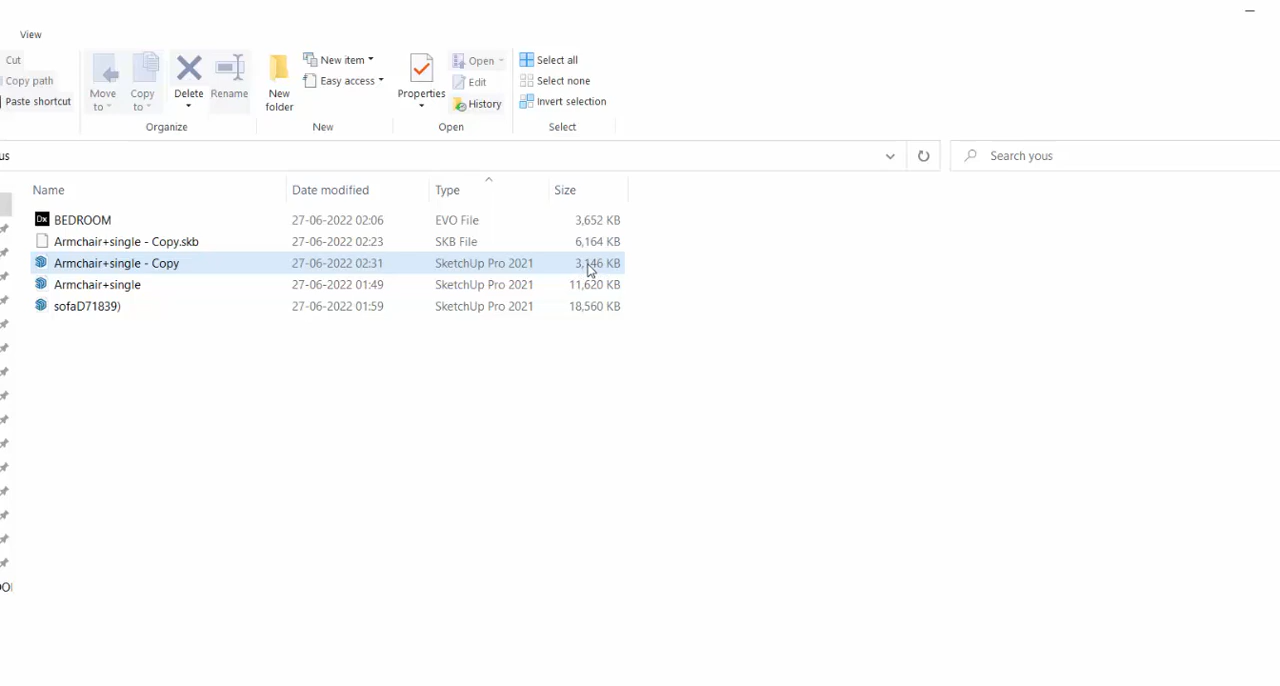 View
Cut
Copy path
Paste shortcut
Move to
Copy to
Delete
Rename
Organize
New folder
New item
Easy access
New
Properties
Open
Edit
History
Open
Select all
Select none
Invert selection
Select
us
Search yous
Name Date modified Type Size
Dx BEDROOM 27-06-2022 02:06 EVO File 3,652 KB
Armchair+single - Copy.skb 27-06-2022 02:23 SKB File 6,164 KB
Armchair+single - Copy 27-06-2022 02:31 SketchUp Pro 2021 3,146 KB
Armchair+single 27-06-2022 01:49 SketchUp Pro 2021 11,620 KB
sofaD71839) 27-06-2022 01:59 SketchUp Pro 2021 18,560 KB